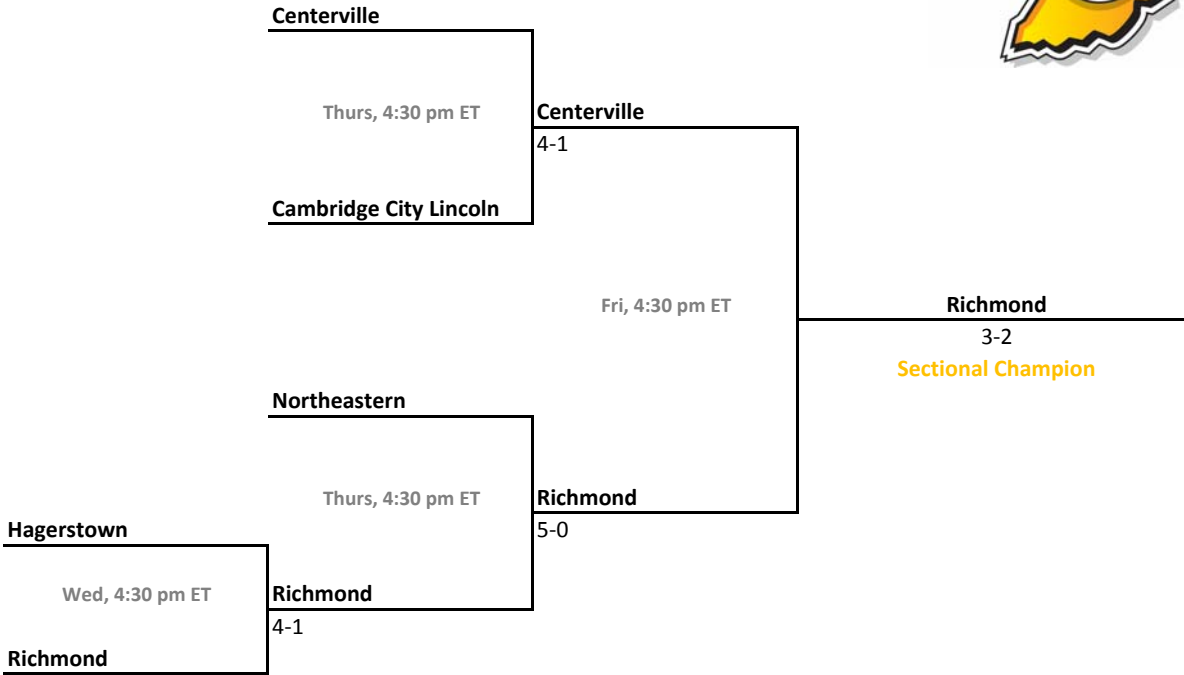 Centerville
Thurs, 4:30 pm ET
Centerville
4-1
Cambridge City Lincoln
Fri, 4:30 pm ET
Richmond
3-2
Sectional Champion
Northeastern
Thurs, 4:30 pm ET
Richmond
5-0
Hagerstown
Wed, 4:30 pm ET
Richmond
4-1
Richmond